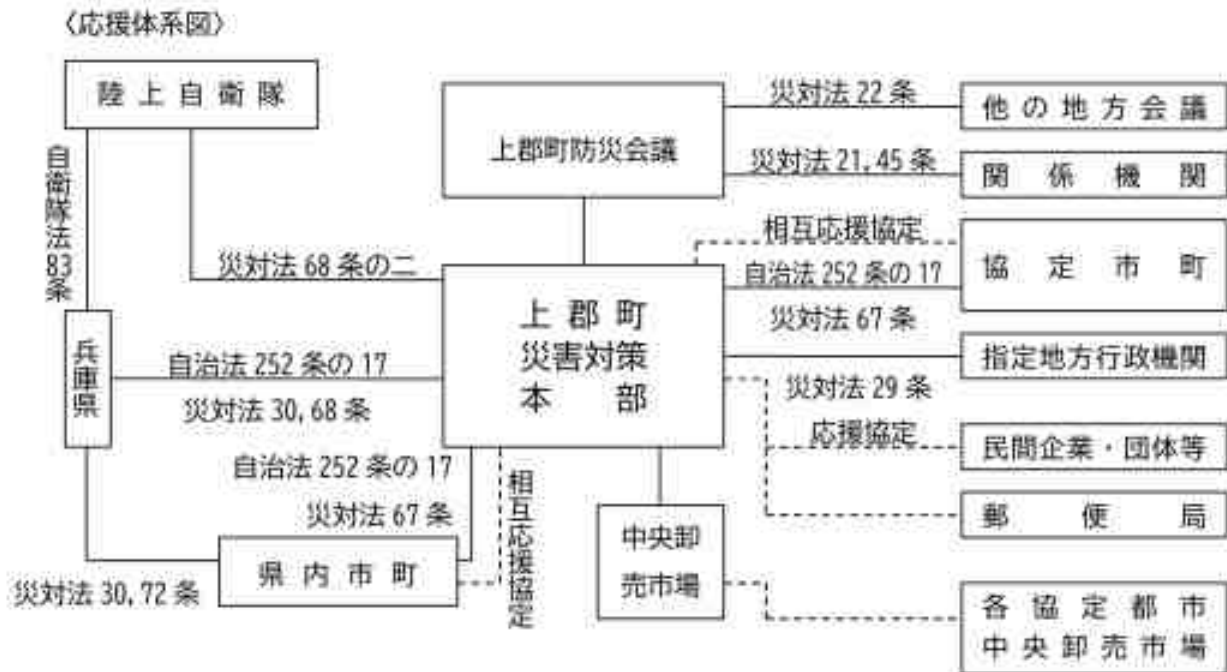 〈応援体系図〉
陸上自衛隊
災対法 22 条
他の地方会議
上郡町防災会議
災対法 21, 45 条
関係機関
自衛隊法83条
相互応援協定
災対法 68 条の二
自治法 252 条の 17
協定市町
上郡町
災害対策
本部
災対法 67 条
兵庫県
自治法 252 条の 17
指定地方行政機関
災対法 30, 68 条
災対法 29 条
応援協定
民間企業・団体等
自治法 252 条の 17
災対法 67 条
相互応援協定
郵便局
中央卸
売市場
県内市町
災対法 30, 72 条
各協定都市
中央卸売市場